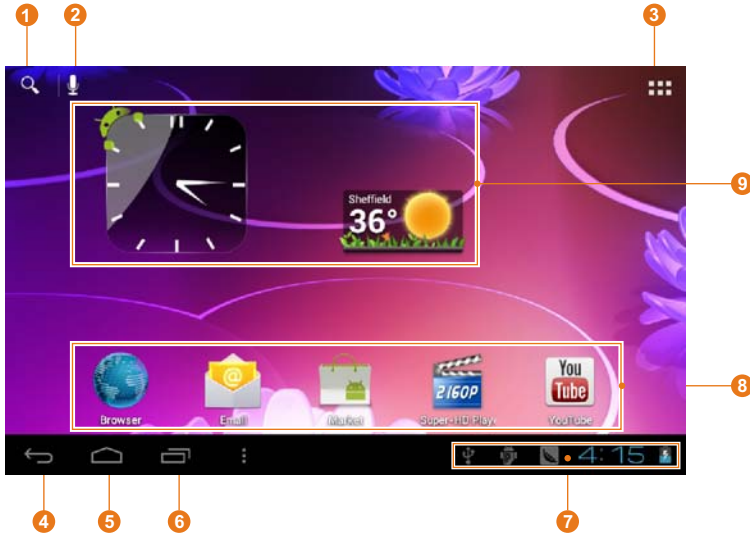 1
2
3
Sheffield
36°
9
@
2160P
You
Tube
8
Browser
Email
Market
Super-HD Playe
YouTube
4:15
4
5
6
7